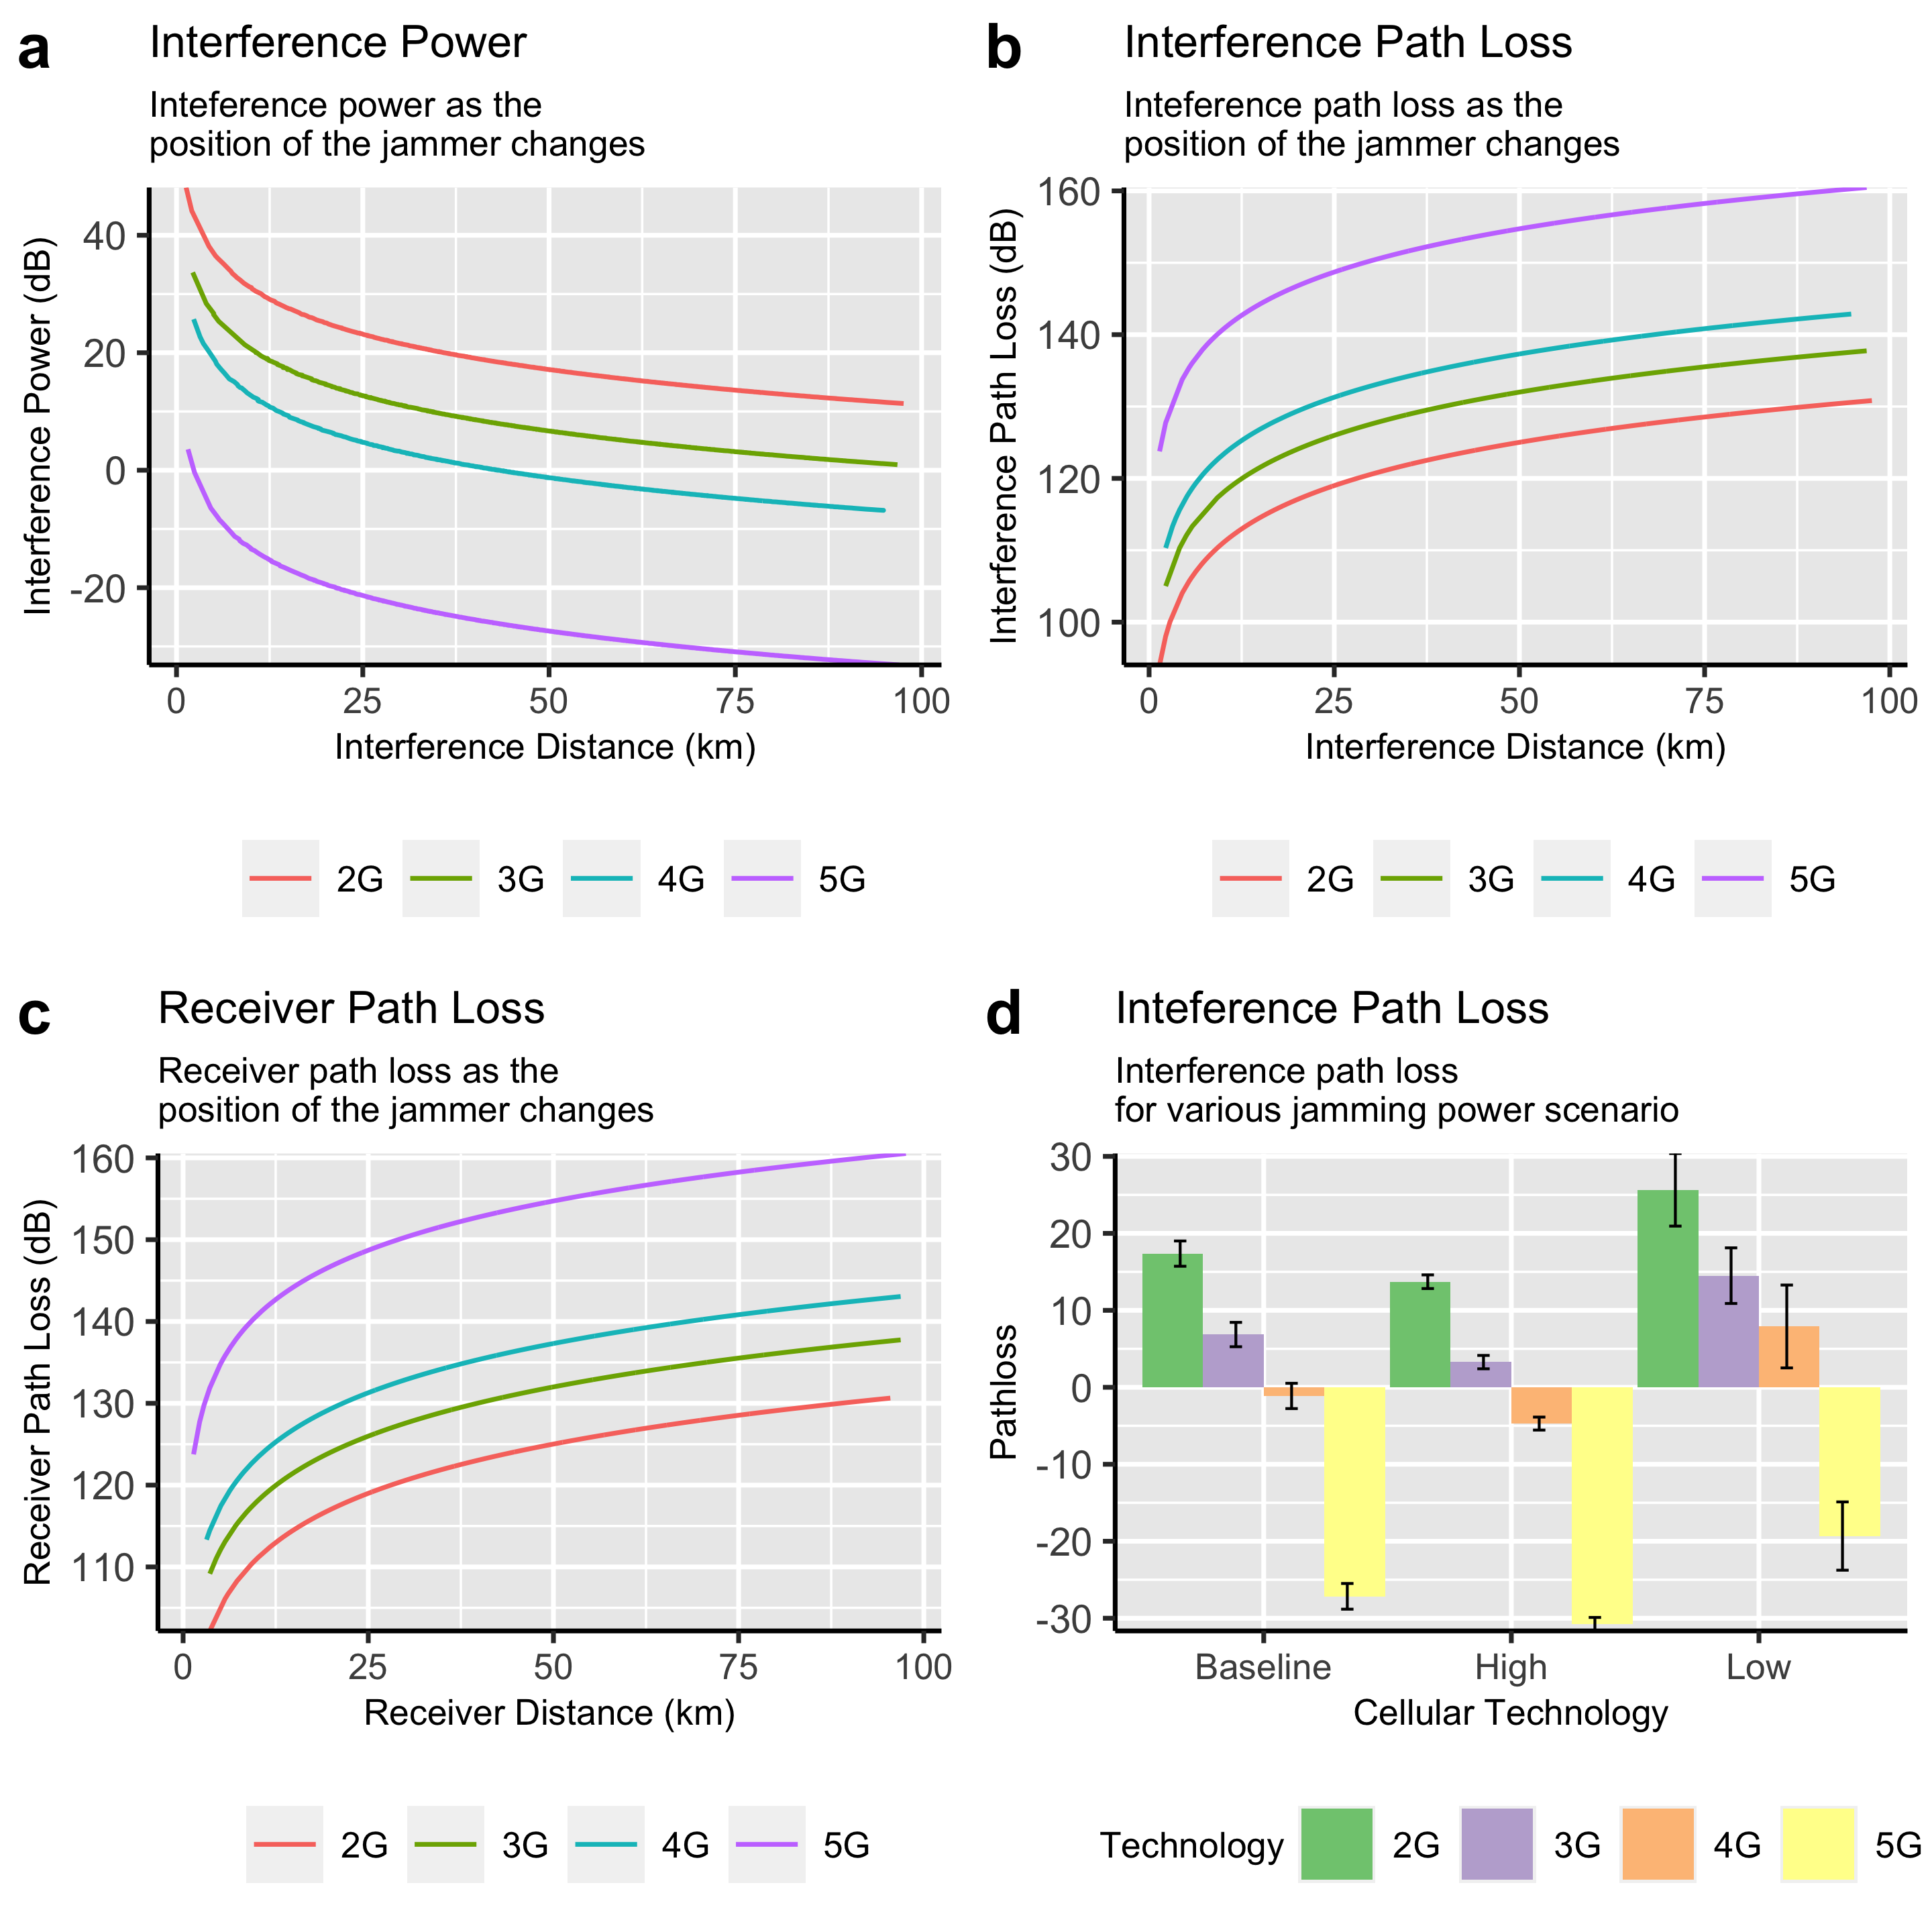 a
Interference Power
Inteference power as the
position of the jammer changes
Interference Power (dB)
40
20
0
-20
0 25 50 75 100
Interference Distance (km)
2G 3G 4G 5G
b
Interference Path Loss
Inteference path loss as the
position of the jammer changes
Interference Path Loss (dB)
160
140
120
100
0 25 50 75 100
Interference Distance (km)
2G 3G 4G 5G
c
Receiver Path Loss
Receiver path loss as the
position of the jammer changes
Receiver Path Loss (dB)
160
150
140
130
120
110
0 25 50 75 100
Receiver Distance (km)
2G 3G 4G 5G
d
Inteference Path Loss
Interference path loss
for various jamming power scenario
Pathloss
30
20
10
0
-10
-20
-30
Baseline High Low
Cellular Technology
Technology 2G 3G 4G 5G